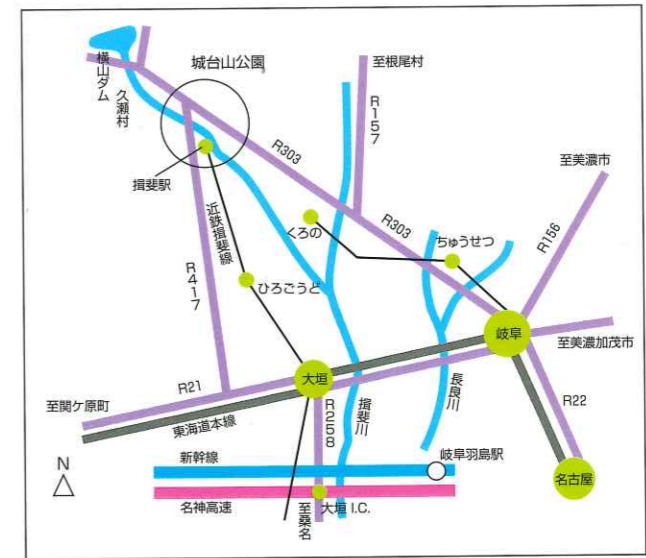 城台山公園
横山ダム
久瀬村
至根尾村
R157
R303
揖斐駅
至美濃市
近鉄揖斐線
くろの
R303
ちゅうせつ
R156
R417
ひろごうど
岐阜
至美濃加茂市
大垣
R21
R22
至関ケ原町
東海道本線
R258
揖斐川
長良川
N
新幹線
岐阜羽島駅
名古屋
名神高速
至桑名
大垣 I.C.